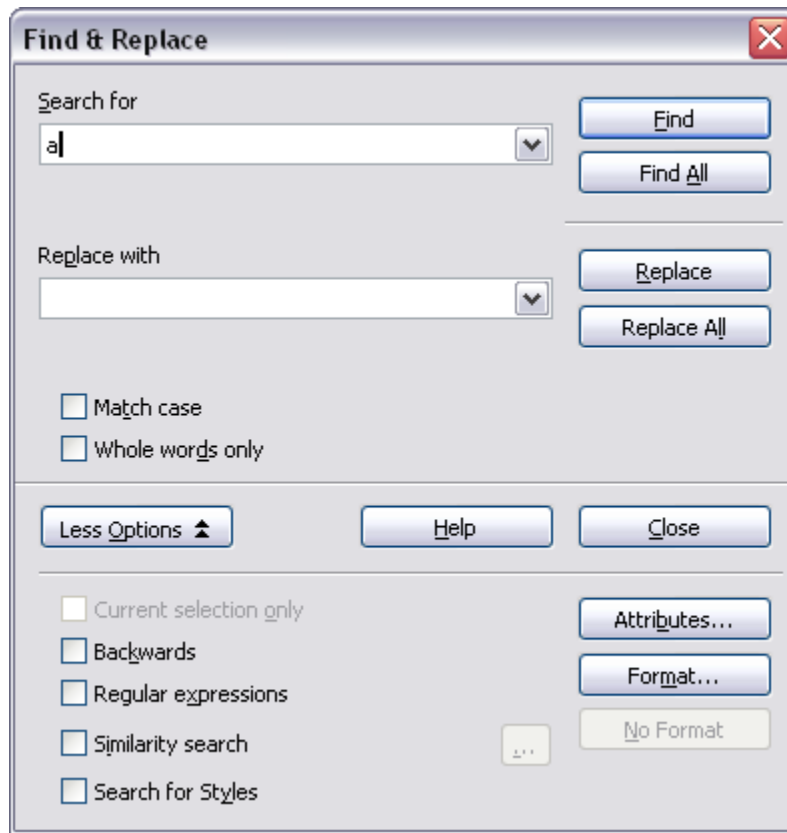 Find & Replace
Search for
Find
a
Find All
Replace with
Replace
Replace All
Match case
Whole words only
Less Options
Help
Close
Current selection only
Attributes...
Backwards
Format...
Regular expressions
No Format
Similarity search
...
Search for Styles